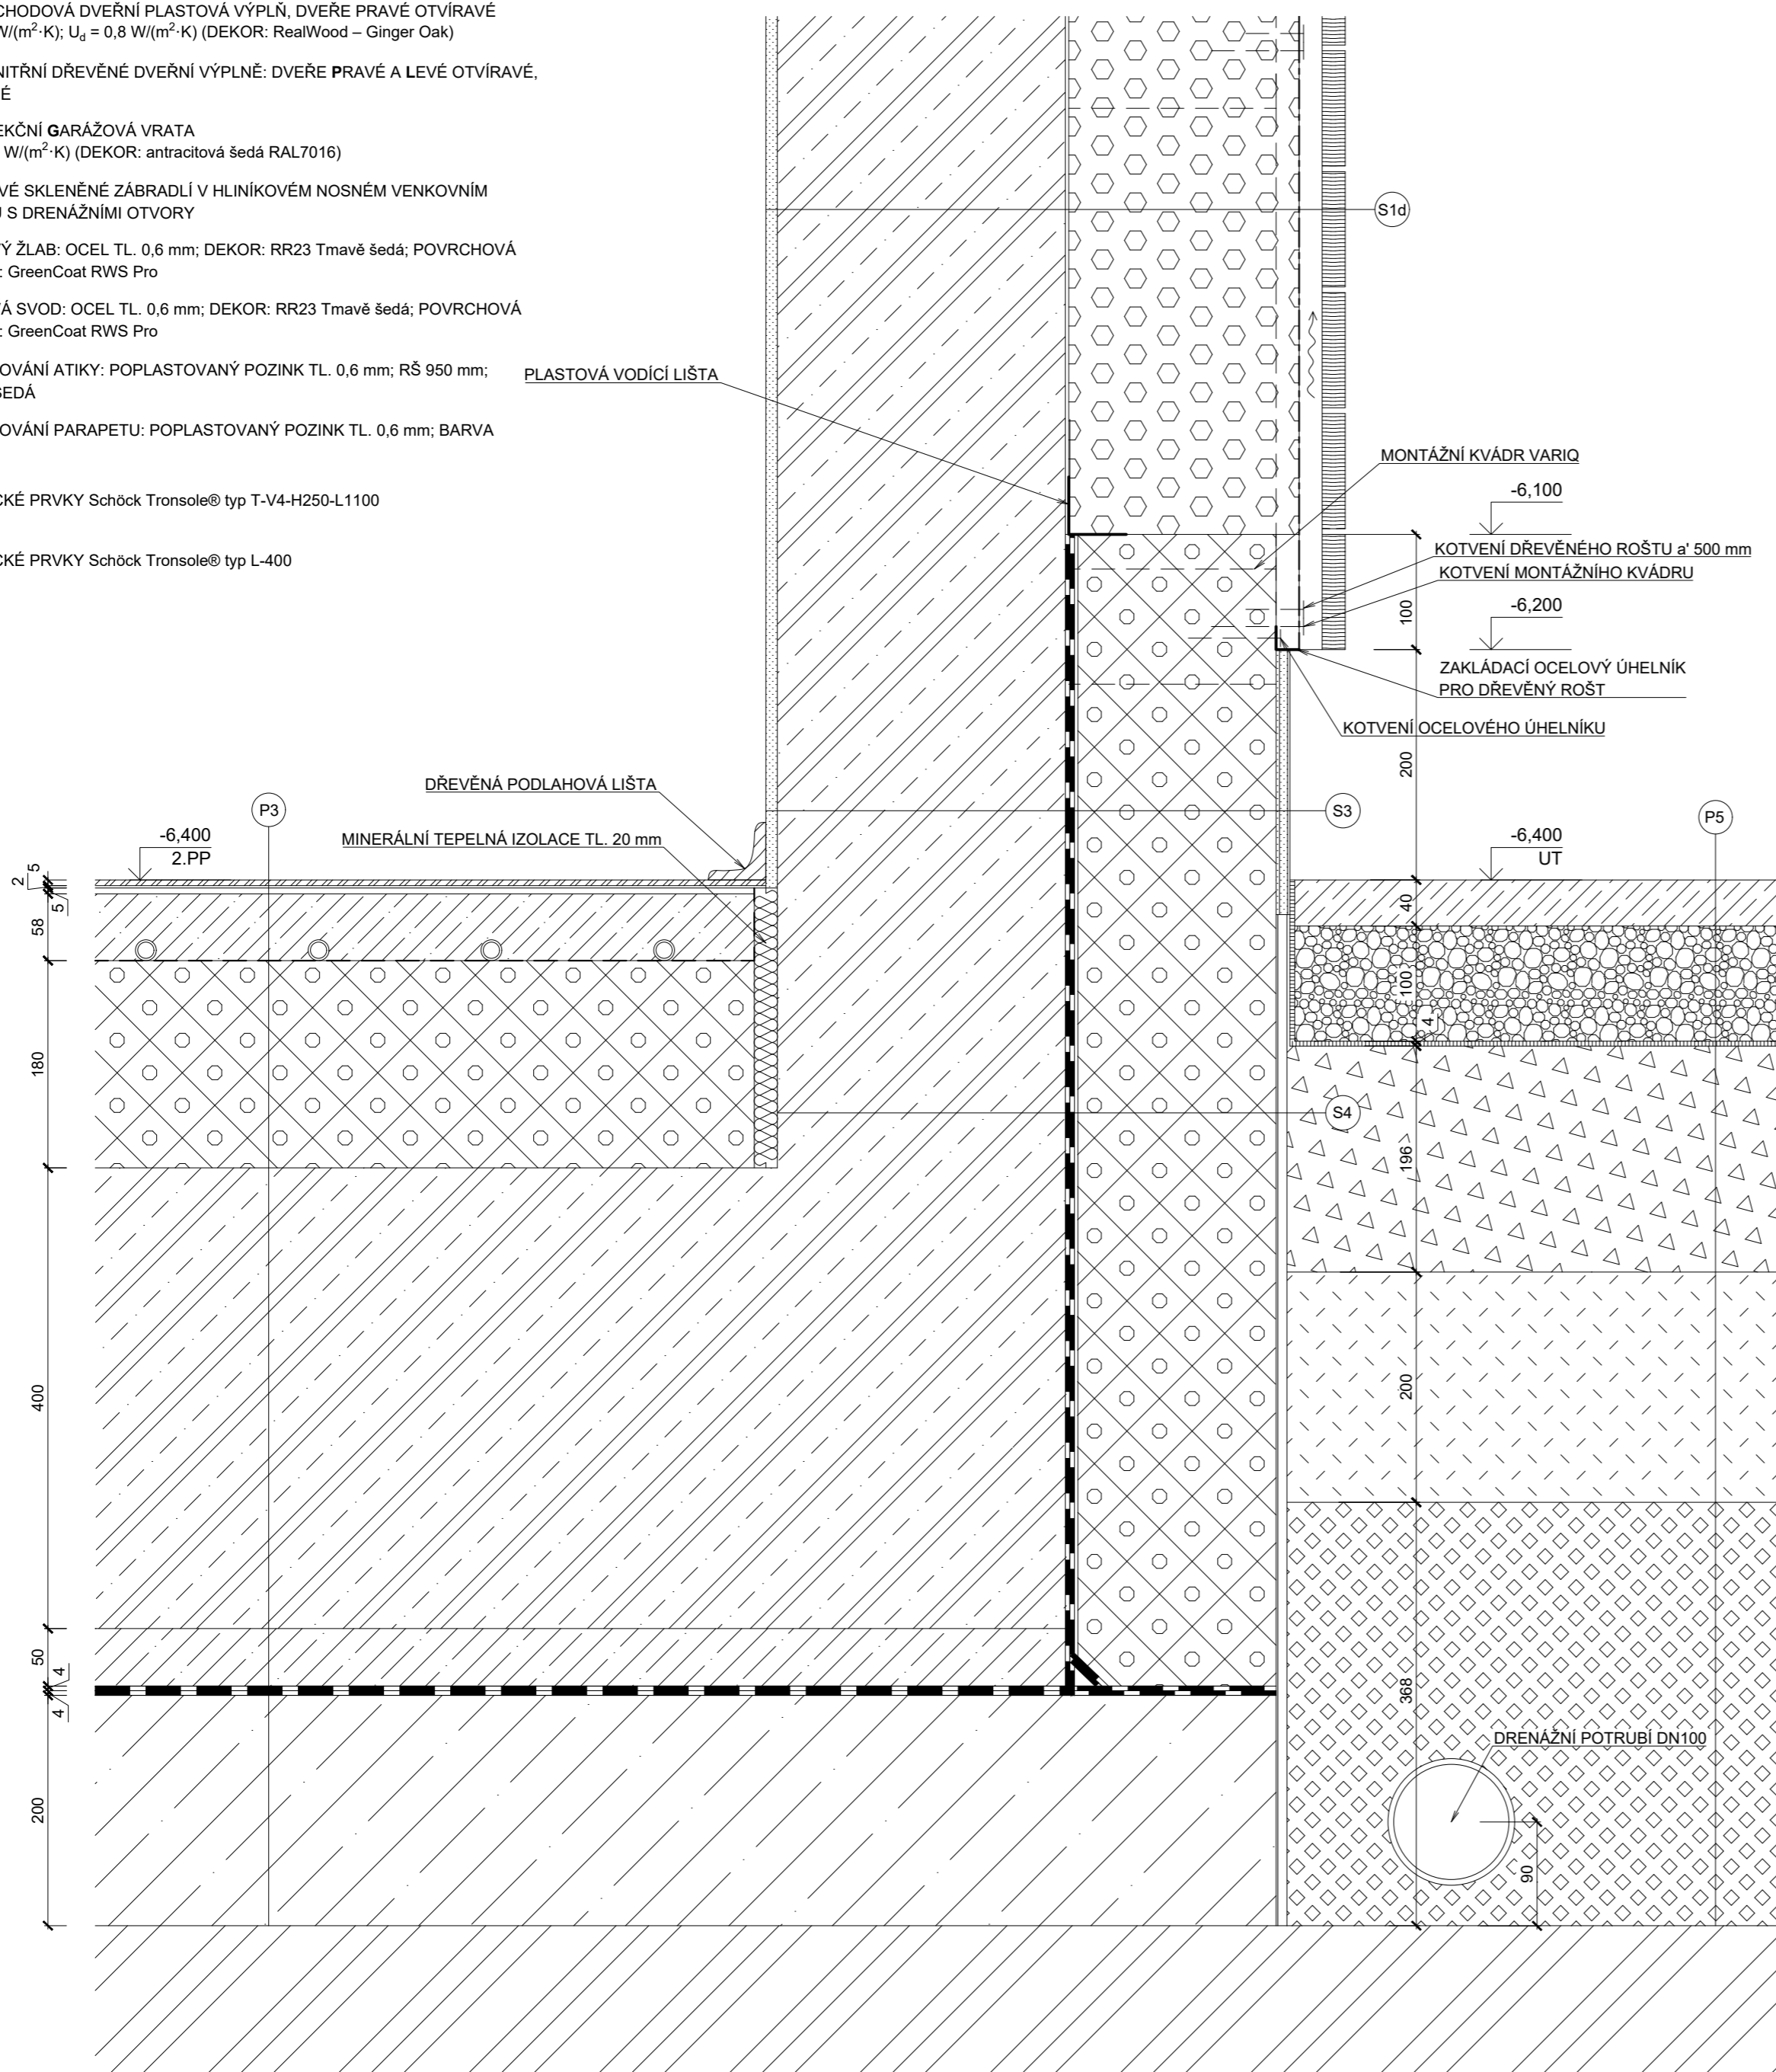 CHODOVÁ DVEŘNÍ PLASTOVÁ VÝPLŇ, DVEŘE PRAVÉ OTVÍRAVÉ
W/(m²·K); Ud = 0,8 W/(m²·K) (DEKOR: RealWood – Ginger Oak)
NITŘNÍ DŘEVĚNÉ DVEŘNÍ VÝPLNĚ: DVEŘE PRAVÉ A LEVÉ OTVÍRAVÉ,
É
EKČNÍ GARÁŽOVÁ VRATA
W/(m²·K) (DEKOR: antracitová šedá RAL7016)
VÉ SKLENĚNÉ ZÁBRADLÍ V HLINÍKOVÉM NOSNÉM VENKOVNÍM
U S DRENÁŽNÍMI OTVORY
Ý ŽLAB: OCEL TL. 0,6 mm; DEKOR: RR23 Tmavě šedá; POVRCHOVÁ
: GreenCoat RWS Pro
Á SVOD: OCEL TL. 0,6 mm; DEKOR: RR23 Tmavě šedá; POVRCHOVÁ
: GreenCoat RWS Pro
OVÁNÍ ATIKY: POPLASTOVANÝ POZINK TL. 0,6 mm; RŠ 950 mm;
ŠEDÁ
OVÁNÍ PARAPETU: POPLASTOVANÝ POZINK TL. 0,6 mm; BARVA
CKÉ PRVKY Schöck Tronsole® typ T-V4-H250-L1100
CKÉ PRVKY Schöck Tronsole® typ L-400
S1d
PLASTOVÁ VODÍCÍ LIŠTA
MONTÁŽNÍ KVÁDR VARIQ
-6,100
KOTVENÍ DŘEVĚNÉHO ROŠTU a' 500 mm
KOTVENÍ MONTÁŽNÍHO KVÁDRU
100
-6,200
ZAKLÁDACÍ OCELOVÝ ÚHELNÍK
PRO DŘEVĚNÝ ROŠT
KOTVENÍ OCELOVÉHO ÚHELNÍKU
200
DŘEVĚNÁ PODLAHOVÁ LIŠTA
P3
S3
P5
-6,400
2.PP
MINERÁLNÍ TEPELNÁ IZOLACE TL. 20 mm
-6,400
UT
5
2
5
58
40
100
4
180
S4
196
400
200
50
4
4
368
DRENÁŽNÍ POTRUBÍ DN100
200
90